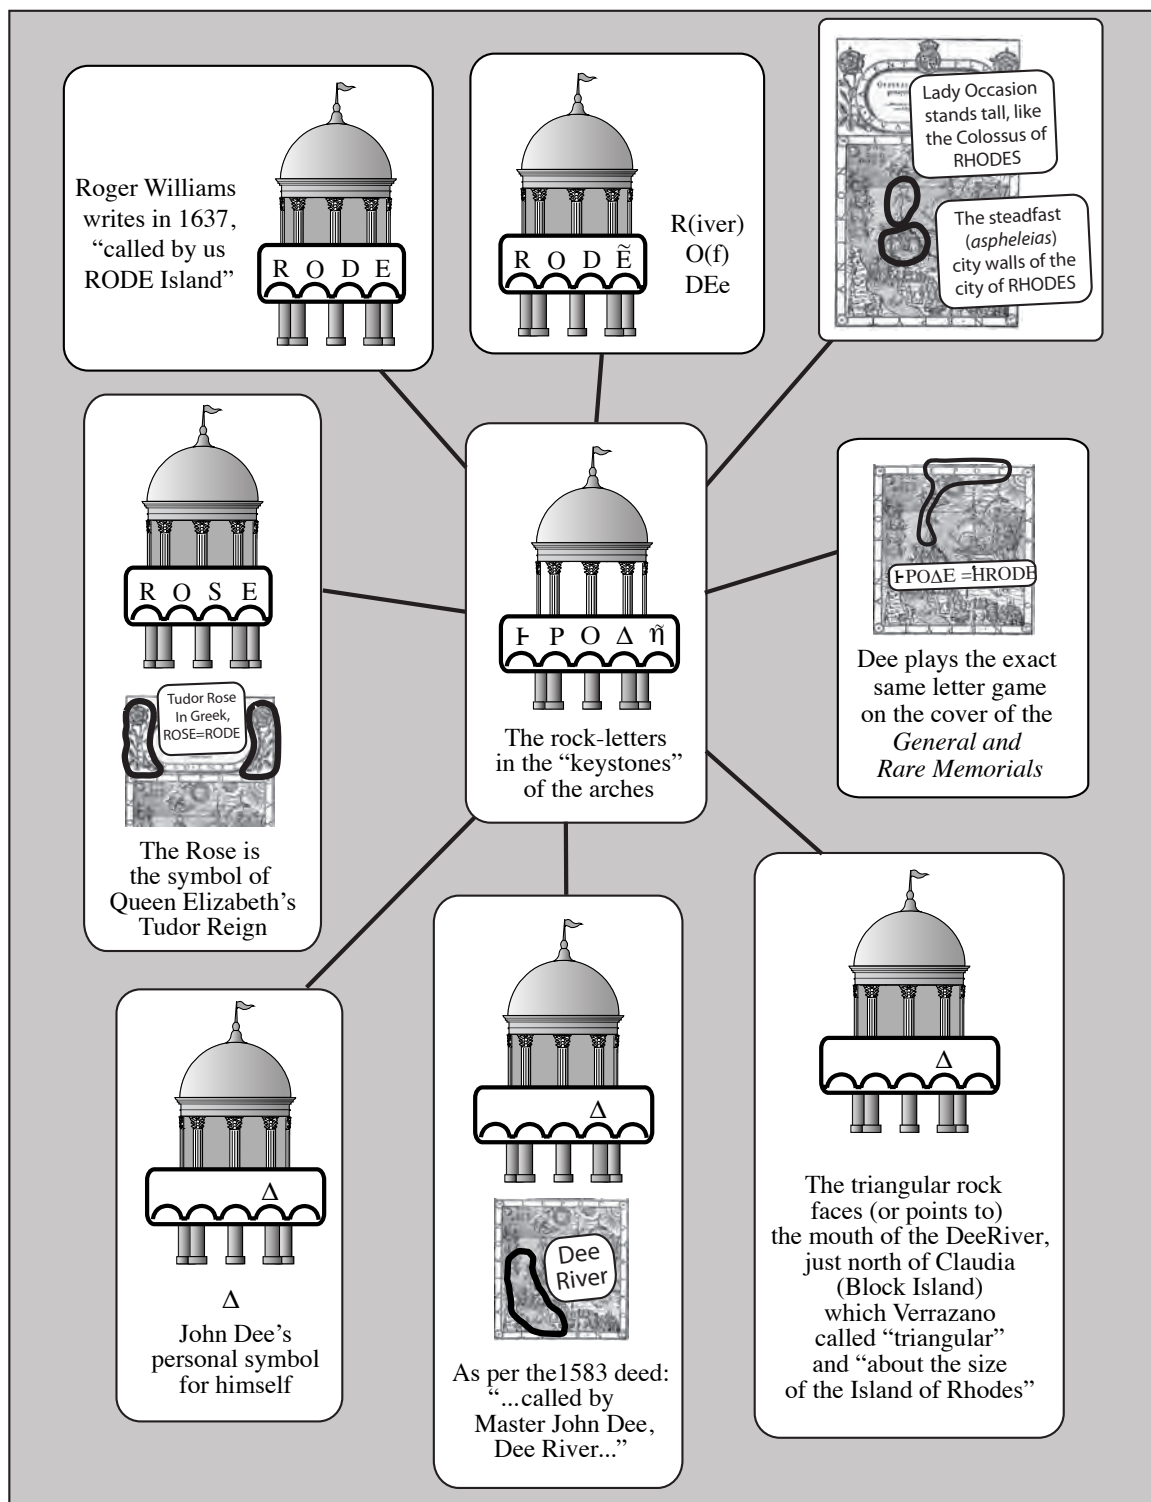 Roger Williams
writes in 1637,
“called by us
RODE Island”
R O D E
R O D Ẽ
R(iver)
O(f)
DEe
Lady Occasion
stands tall, like
the Colossus of
RHODES
The steadfast
(aspheleias)
city walls of the
city of RHODES
R O S E
Tudor Rose
In Greek,
ROSE=RODE
The Rose is
the symbol of
Queen Elizabeth’s
Tudor Reign
Ͱ Ρ Ο Δ η̃
The rock-letters
in the “keystones”
of the arches
ͰΡΟΔΕ =HRODE
Dee plays the exact
same letter game
on the cover of the
General and
Rare Memorials
Δ
Δ
John Dee’s
personal symbol
for himself
Δ
Dee
River
As per the1583 deed:
“...called by
Master John Dee,
Dee River...”
Δ
The triangular rock
faces (or points to)
the mouth of the DeeRiver,
just north of Claudia
(Block Island)
which Verrazano
called “triangular”
and “about the size
of the Island of Rhodes”